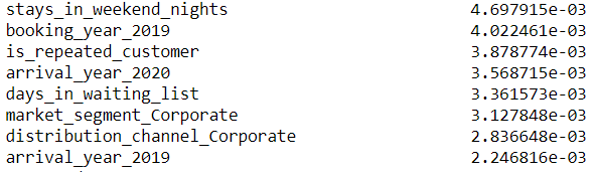 stays_in_weekend_nights 4.697915e-03
booking_year_2019 4.022461e-03
is_repeated_customer 3.878774e-03
arrival_year_2020 3.568715e-03
days_in_waiting_list 3.361573e-03
market_segment_Corporate 3.127848e-03
distribution_channel_Corporate 2.836648e-03
arrival_year_2019 2.246816e-03